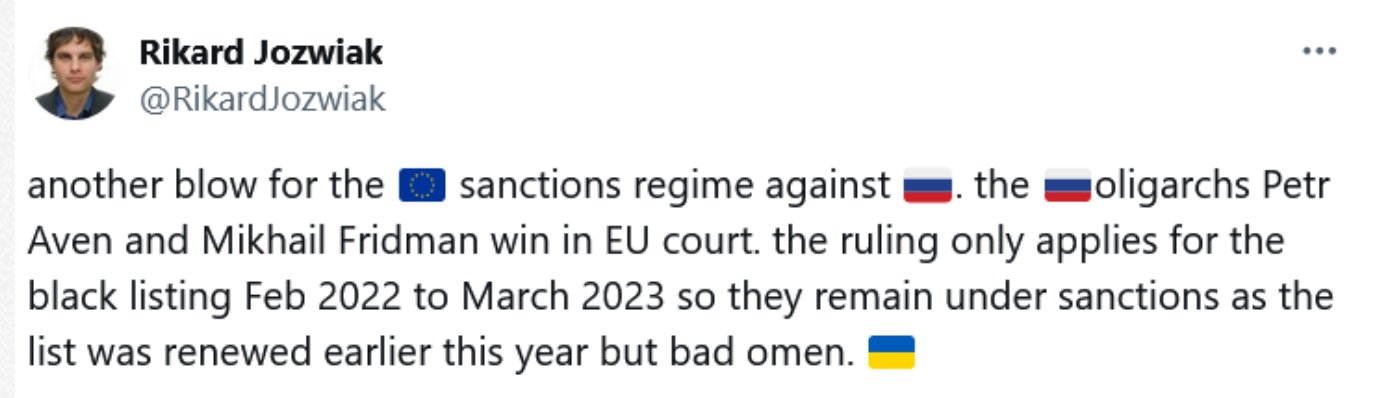 Rikard Jozwiak
@RikardJozwiak
another blow for the 🇪🇺 sanctions regime against 🇷🇺. the 🇷🇺oligarchs Petr
Aven and Mikhail Fridman win in EU court. the ruling only applies for the
black listing Feb 2022 to March 2023 so they remain under sanctions as the
list was renewed earlier this year but bad omen. 🇺🇦